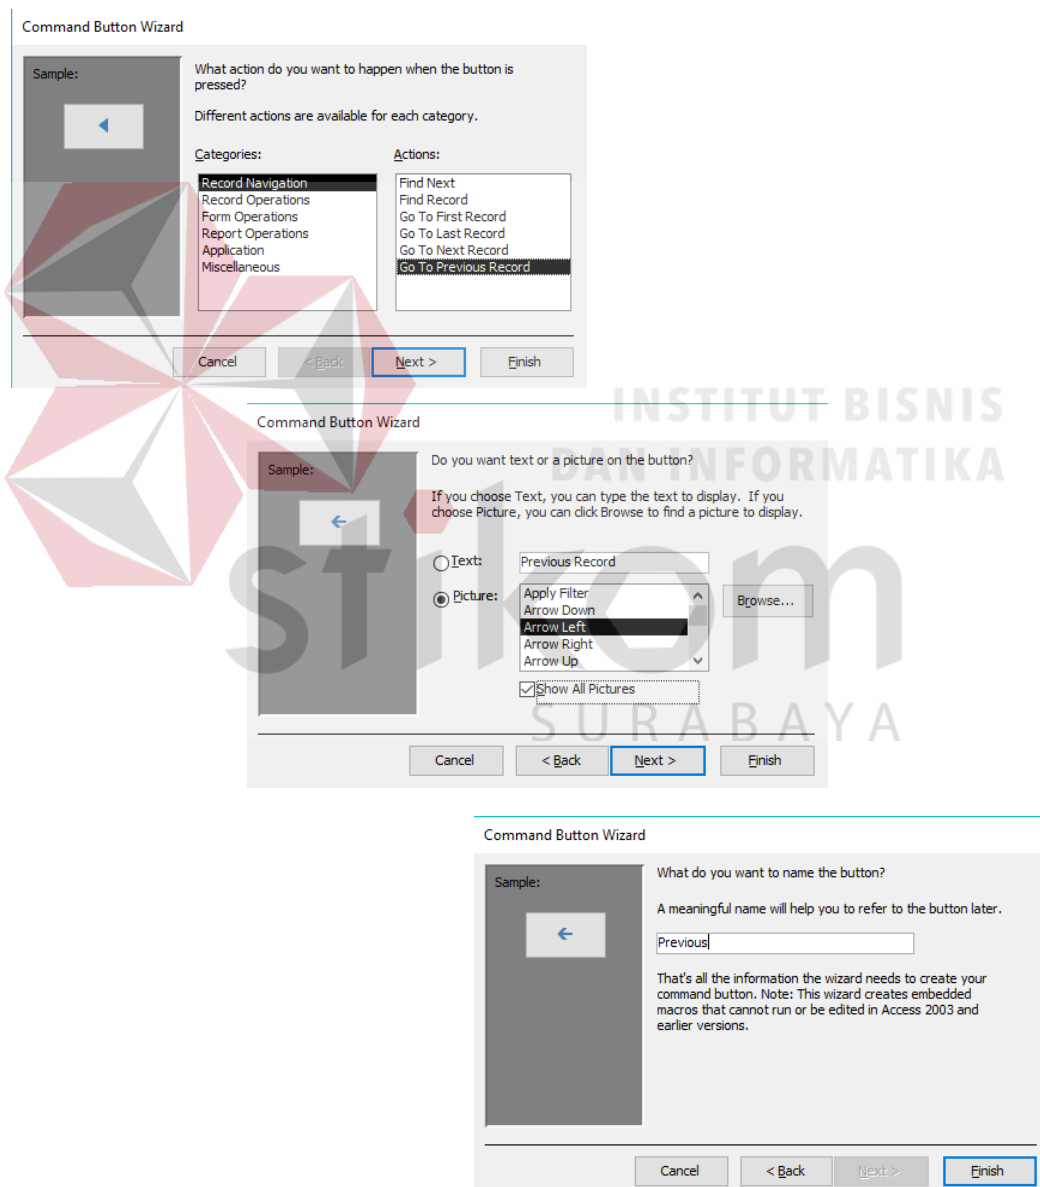 Command Button Wizard
Sample:
What action do you want to happen when the button is
pressed?
Different actions are available for each category.
Categories:
Actions:
Record Navigation
Record Operations
Form Operations
Report Operations
Application
Miscellaneous
Find Next
Find Record
Go To First Record
Go To Last Record
Go To Next Record
Go To Previous Record
Cancel
< Back
Next >
Finish
INSTITUT BISNIS
DAN INFORMATIKA
stikom
SURABAYA
Command Button Wizard
Sample:
Do you want text or a picture on the button?
If you choose Text, you can type the text to display. If you
choose Picture, you can click Browse to find a picture to display.
Text:
Previous Record
Picture:
Apply Filter
Arrow Down
Arrow Left
Arrow Right
Arrow Up
Browse...
Show All Pictures
Cancel
< Back
Next >
Finish
Command Button Wizard
Sample:
What do you want to name the button?
A meaningful name will help you to refer to the button later.
Previous
That's all the information the wizard needs to create your
command button. Note: This wizard creates embedded
macros that cannot run or be edited in Access 2003 and
earlier versions.
Cancel
< Back
Next >
Finish